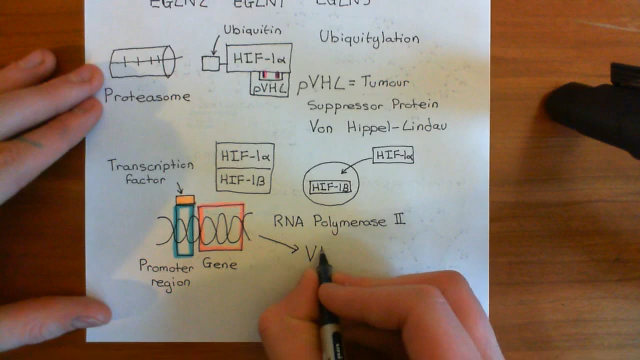 EGLN2 EGLN1 EGLN3
Ubiquitin
Ubiquitylation
HIF-1α
pVHL
Proteasome
pVHL = Tumour
Suppressor Protein
Von Hippel-Lindau
Transcription
factor
HIF-1α
HIF-1β
HIF-1α
HIF-1β
RNA Polymerase II
Promoter
region
Gene
V